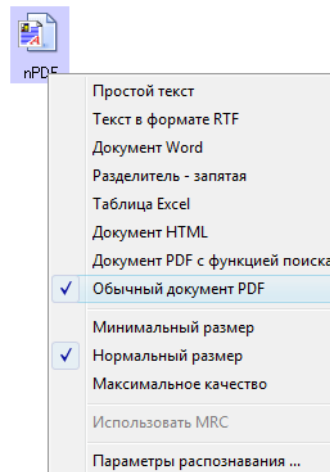 nPDF
Простой текст
Текст в формате RTF
Документ Word
Разделитель - запятая
Таблица Excel
Документ HTML
Документ PDF с функцией поиска
Обычный документ PDF
Минимальный размер
Нормальный размер
Максимальное качество
Использовать MRC
Параметры распознавания ...